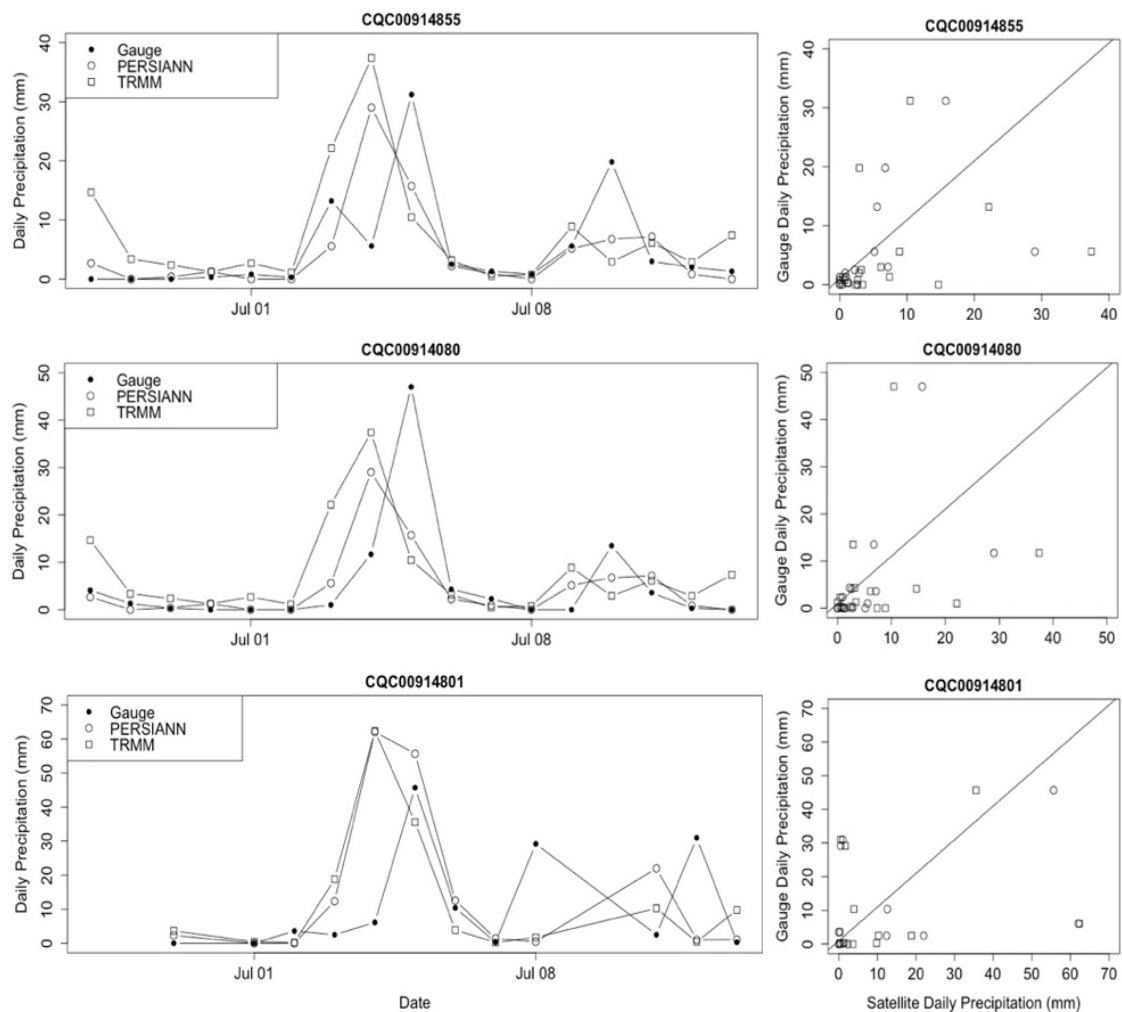 CQC00914855
Daily Precipitation (mm)
40
30
20
10
0
Gauge
PERSIANN
TRMM
Jul 01
Jul 08
CQC00914855
Gauge Daily Precipitation (mm)
40
30
20
10
0
0 10 20 30 40
CQC00914080
Daily Precipitation (mm)
50
40
30
20
10
0
Gauge
PERSIANN
TRMM
Jul 01
Jul 08
CQC00914080
Gauge Daily Precipitation (mm)
50
40
30
20
10
0
0 10 20 30 40 50
CQC00914801
Daily Precipitation (mm)
70
60
50
40
30
20
10
0
Gauge
PERSIANN
TRMM
Jul 01
Jul 08
Date
CQC00914801
Gauge Daily Precipitation (mm)
70
60
50
40
30
20
10
0
0 10 20 30 40 50 60 70
Satellite Daily Precipitation (mm)